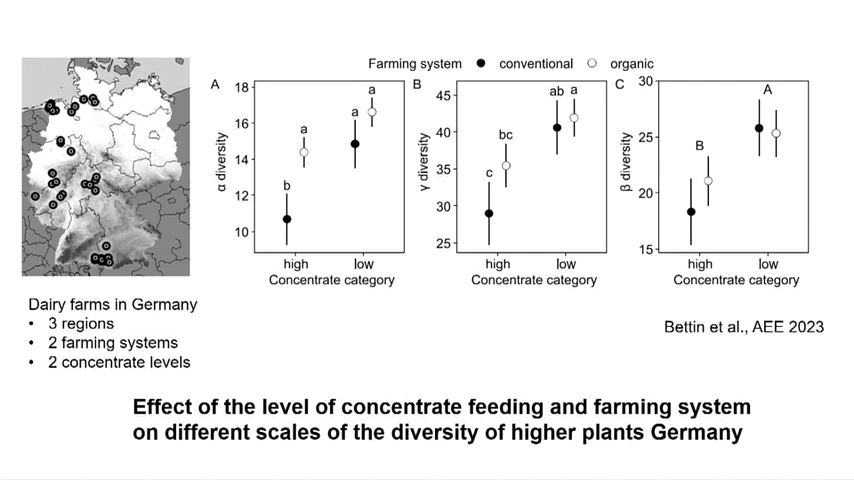 Farming system ● conventional ○ organic
A
B
C
18
16
14
12
10
α diversity
b
a
a
a
high
low
Concentrate category
45
40
35
30
25
γ diversity
c
bc
ab
a
high
low
Concentrate category
30
25
20
15
β diversity
B
A
high
low
Concentrate category
Dairy farms in Germany
• 3 regions
• 2 farming systems
• 2 concentrate levels
Bettin et al., AEE 2023
Effect of the level of concentrate feeding and farming system
on different scales of the diversity of higher plants Germany